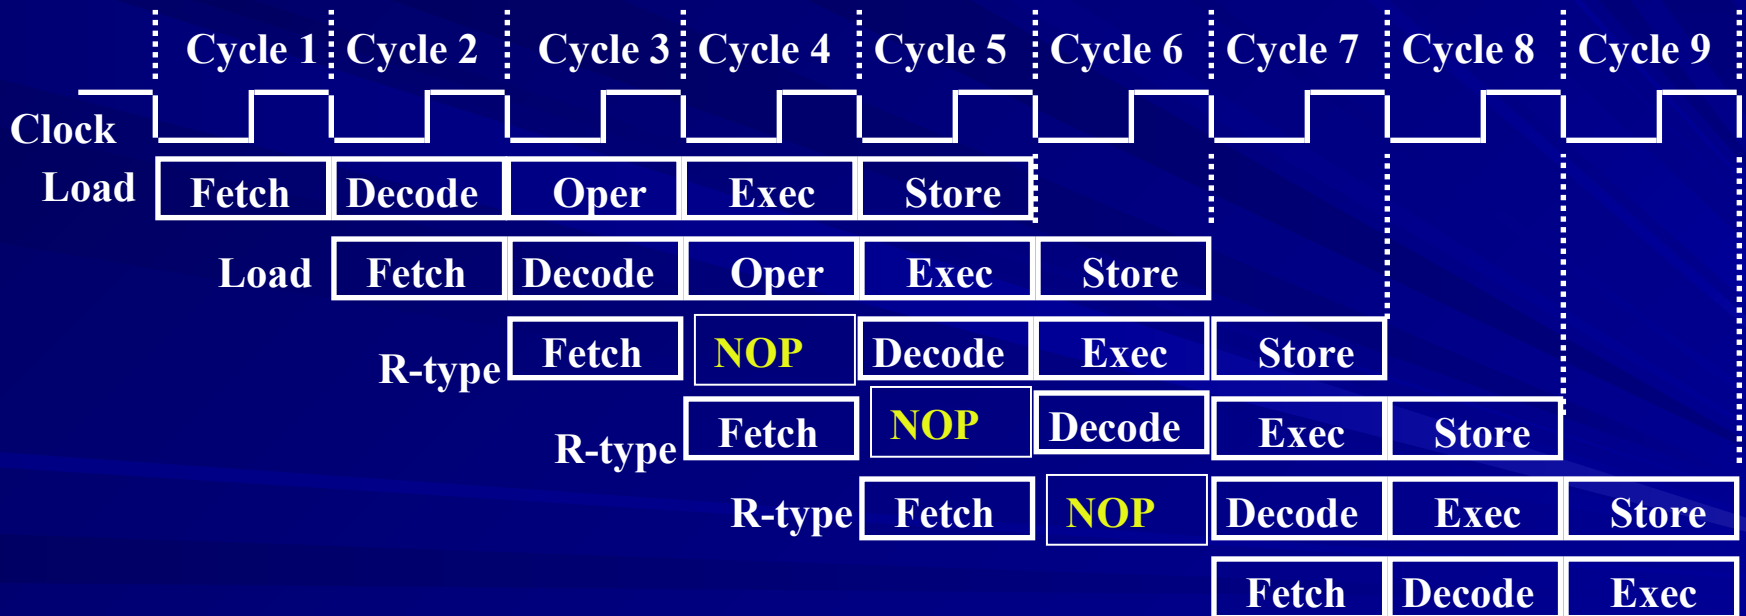 Cycle 1 Cycle 2 Cycle 3 Cycle 4 Cycle 5 Cycle 6 Cycle 7 Cycle 8 Cycle 9
Clock
Load Fetch Decode Oper Exec Store
Load Fetch Decode Oper Exec Store
R-type Fetch NOP Decode Exec Store
R-type Fetch NOP Decode Exec Store
R-type Fetch NOP Decode Exec Store
Fetch Decode Exec